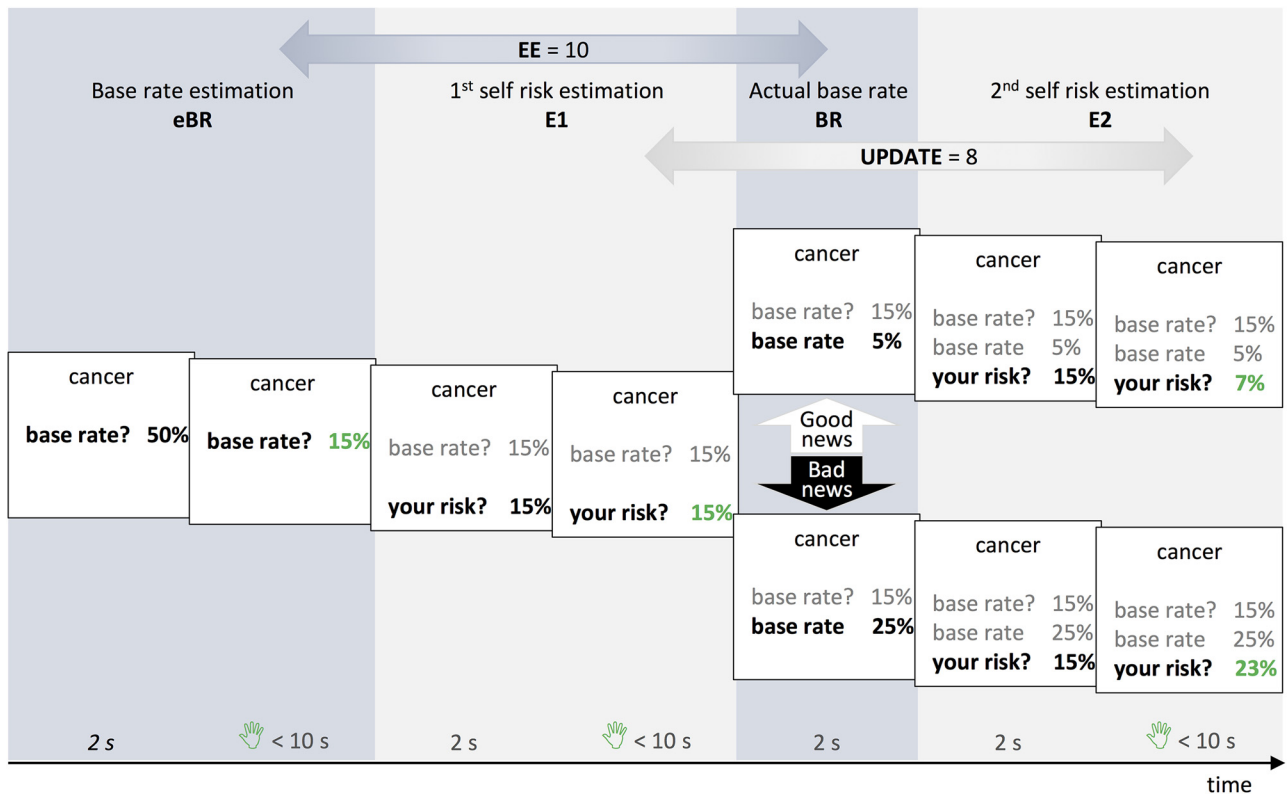 EE = 10
Base rate estimation
eBR
1st self risk estimation
E1
Actual base rate
BR
2nd self risk estimation
E2
UPDATE = 8
cancer
base rate? 50%
cancer
base rate? 15%
cancer
base rate? 15%
your risk? 15%
cancer
base rate? 15%
your risk? 15%
cancer
base rate? 15%
base rate 5%
cancer
base rate? 15%
base rate 5%
your risk? 15%
cancer
base rate? 15%
base rate 5%
your risk? 7%
Good
news
Bad
news
cancer
base rate? 15%
base rate 25%
cancer
base rate? 15%
base rate 25%
your risk? 15%
cancer
base rate? 15%
base rate 25%
your risk? 23%
2 s
< 10 s
2 s
< 10 s
2 s
2 s
< 10 s
time